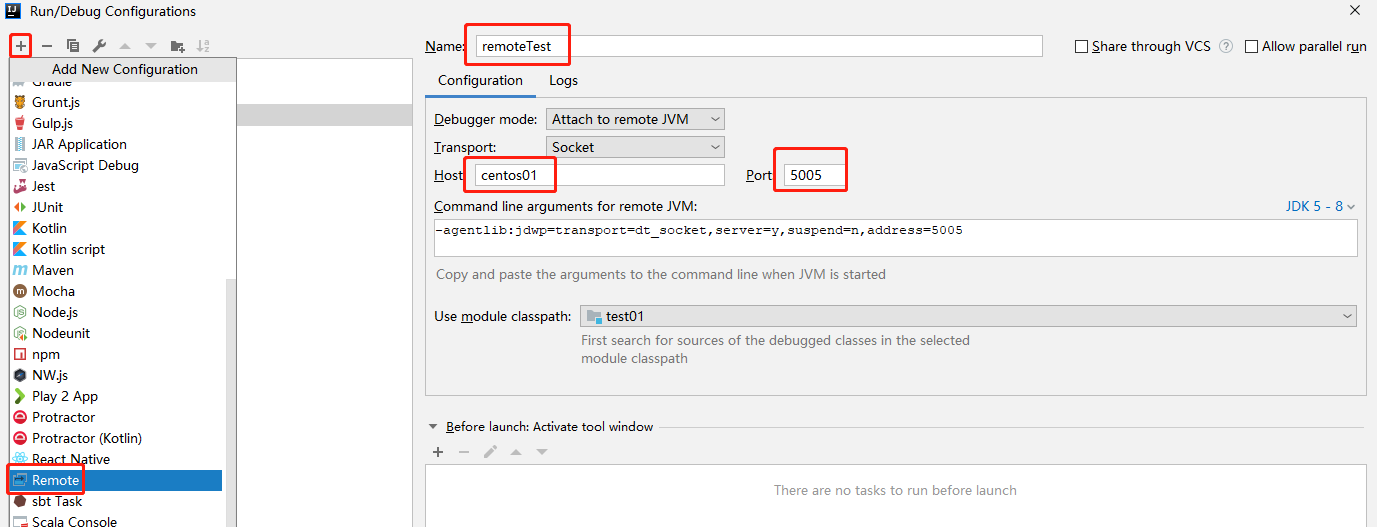 Run/Debug Configurations
Add New Configuration
Gradle
Grunt.js
Gulp.js
JAR Application
JavaScript Debug
Jest
JUnit
Kotlin
Kotlin script
Maven
Mocha
Node.js
Nodeunit
npm
NW.js
Play 2 App
Protractor
Protractor (Kotlin)
React Native
Remote
sbt Task
Scala Console
Name: remoteTest
Share through VCS
Allow parallel run
Configuration Logs
Debugger mode: Attach to remote JVM
Transport: Socket
Host centos01 Port 5005
Command line arguments for remote JVM: JDK 5 - 8
-agentlib:jdwp=transport=dt_socket,server=y,suspend=n,address=5005
Copy and paste the arguments to the command line when JVM is started
Use module classpath: test01
First search for sources of the debugged classes in the selected
module classpath
Before launch: Activate tool window
There are no tasks to run before launch